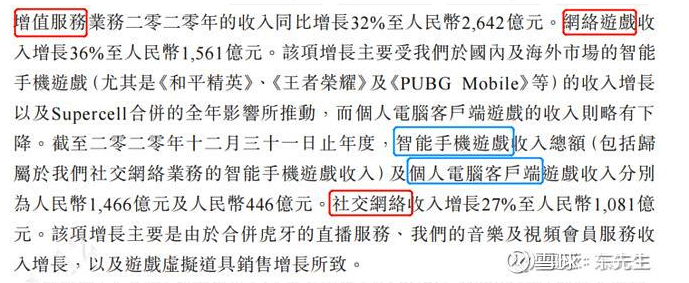 增值服務業務二零二零年的收入同比增長32%至人民幣2,642億元。網絡遊戲收
入增長36%至人民幣1,561億元。該項增長主要受我們於國內及海外市場的智能
手機遊戲(尤其是《和平精英》、《王者榮耀》及《PUBG Mobile》等)的收入增長
以及Supercell合併的全年影響所推動,而個人電腦客戶端遊戲的收入則略有下
降。截至二零二零年十二月三十一日止年度,智能手機遊戲收入總額(包括歸
屬於我們社交網絡業務的智能手機遊戲收入)及個人電腦客戶端遊戲收入分別
為人民幣1,466億元及人民幣446億元。社交網絡收入增長27%至人民幣1,081億
元。該項增長主要是由於合併虎牙的直播服務、我們的音樂及視頻會員服務收
入增長,以及遊戲虛擬道具銷售增長所致。
雪球:东先生